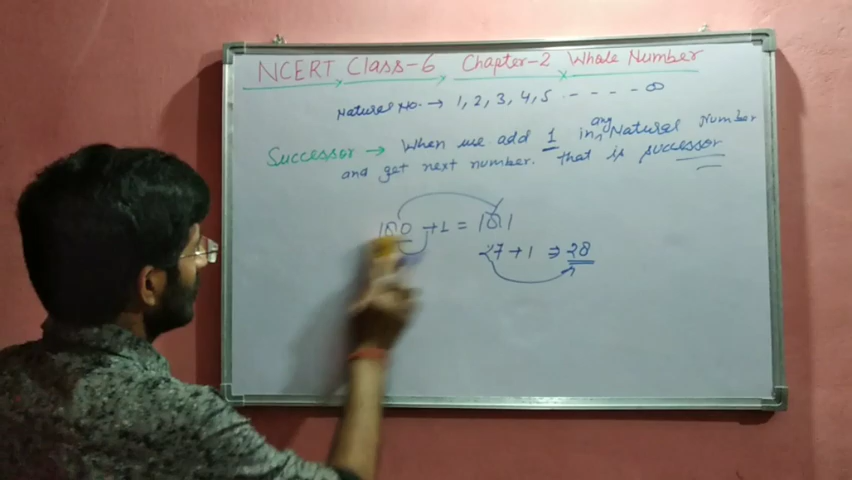 NCERT Class-6 Chapter-2 Whole Number
Natural No. → 1, 2, 3, 4, 5 - - - - ∞
Successor → When we add 1 in any Natural Number
and get next number. That is successor
100 + 1 = 101
27 + 1 ⇒ 28